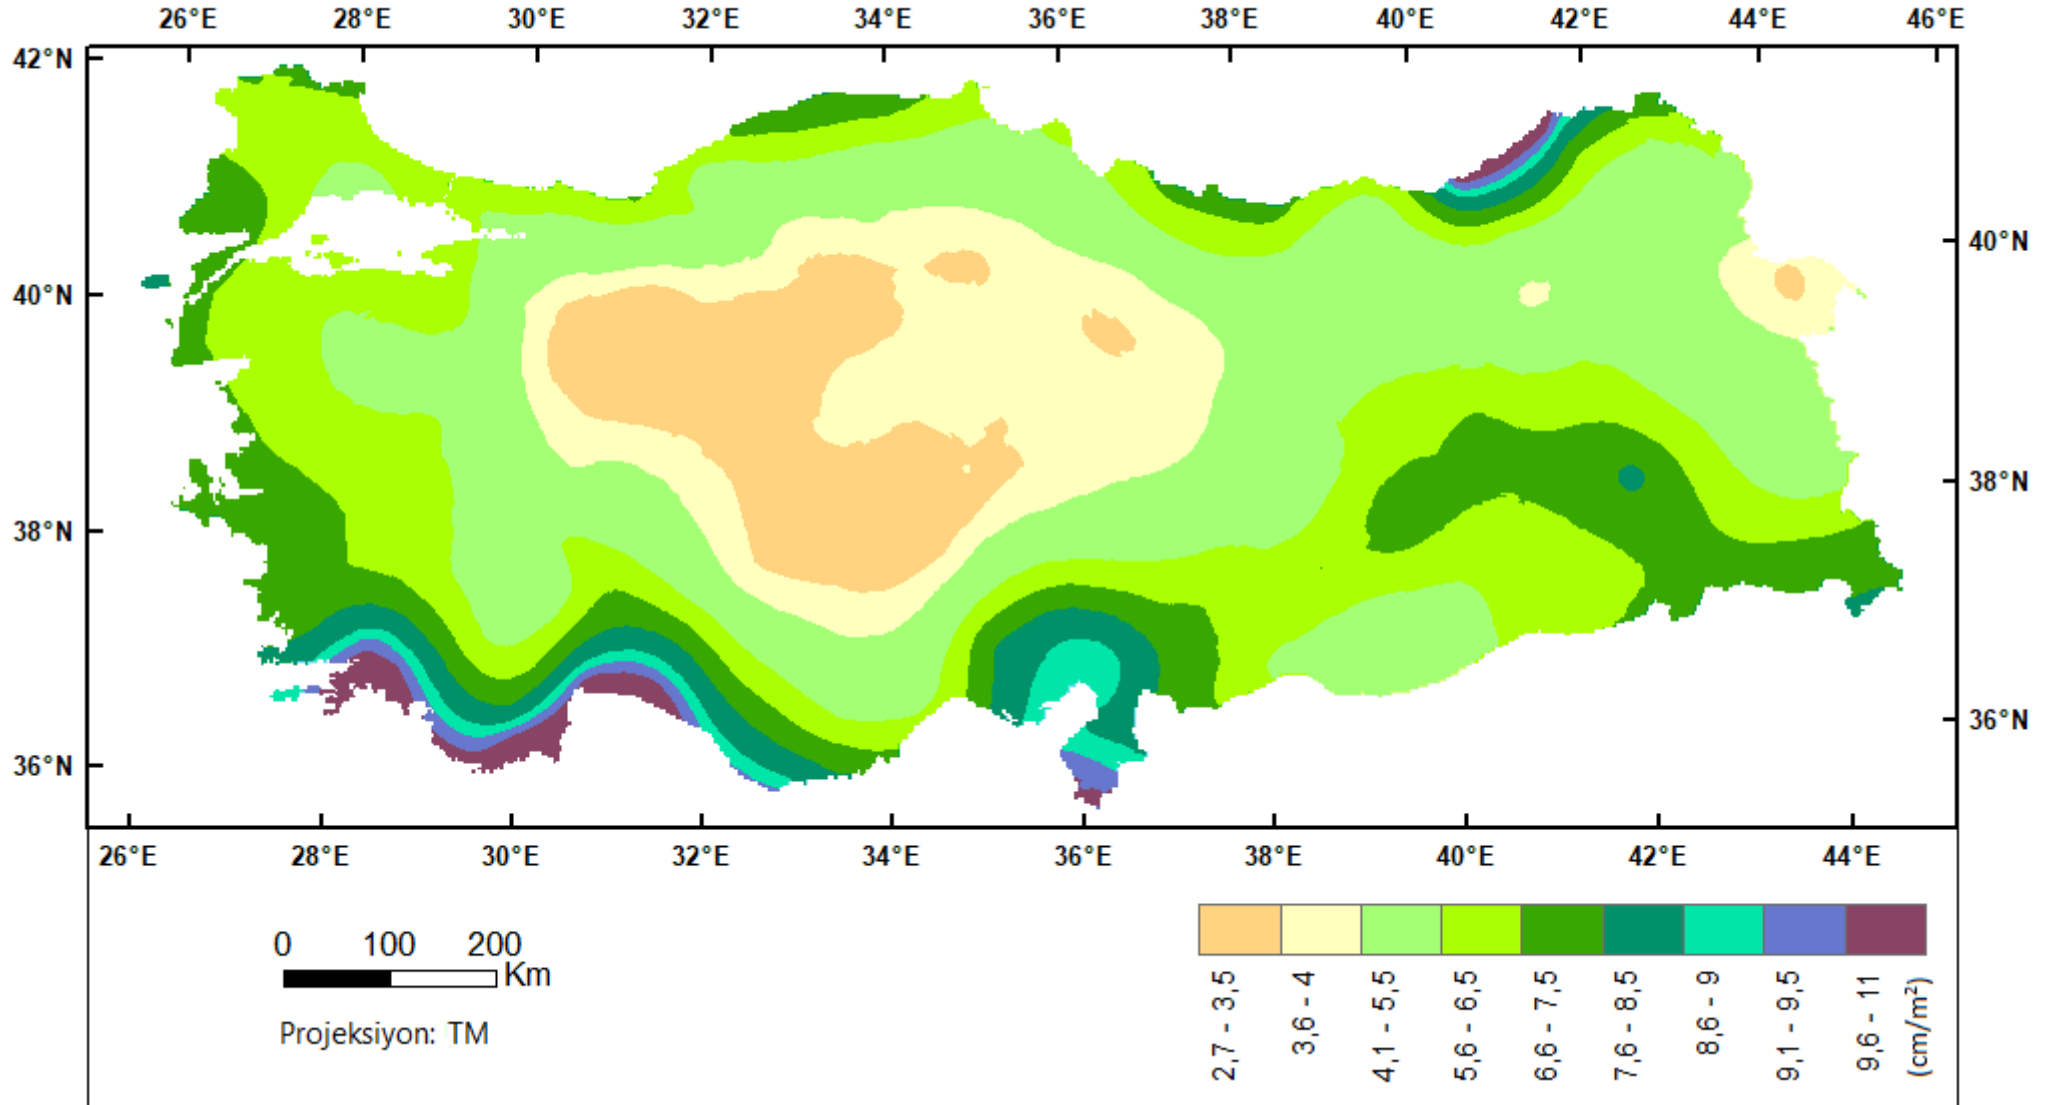 26°E 28°E 30°E 32°E 34°E 36°E 38°E 40°E 42°E 44°E 46°E
42°N
40°N
40°N
38°N
38°N
36°N
36°N
26°E 28°E 30°E 32°E 34°E 36°E 38°E 40°E 42°E 44°E
0 100 200
Km
Projeksiyon: TM
2,7 - 3,5
3,6 - 4
4,1 - 5,5
5,6 - 6,5
6,6 - 7,5
7,6 - 8,5
8,6 - 9
9,1 - 9,5
9,6 - 11
(cm/m²)